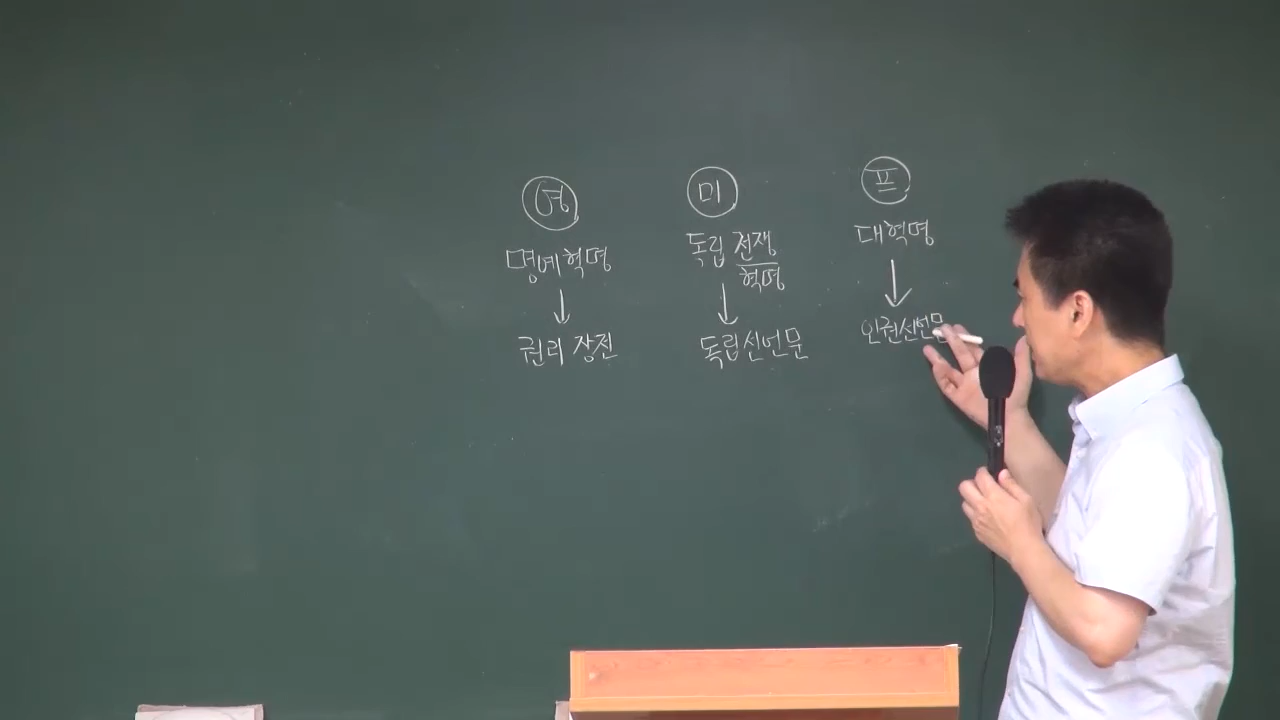 영
명예혁명
↓
권리 장전
미
독립 전쟁
혁명
↓
독립선언문
프
대혁명
↓
인권선언문